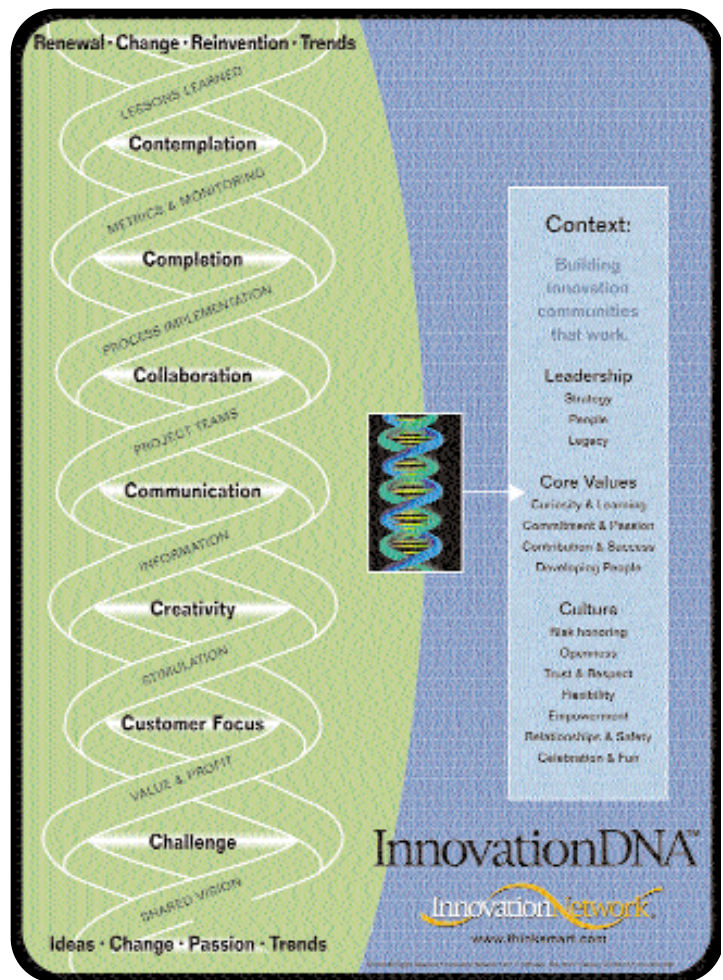 Renewal · Change · Reinvention · Trends
LESSONS LEARNED
Contemplation
METRICS & MONITORING
Completion
PROCESS IMPLEMENTATION
Collaboration
PROJECT TEAMS
Communication
INFORMATION
Creativity
STIMULATION
Customer Focus
VALUE & PROFIT
Challenge
SHARED VISION
Ideas · Change · Passion · Trends
Context:
Building
innovation
communities
that work.
Leadership
Strategy
People
Legacy
Core Values
Curiosity & Learning
Commitment & Passion
Contribution & Success
Developing People
Culture
Risk honoring
Openness
Trust & Respect
Flexibility
Empowerment
Relationships & Safety
Celebration & Fun
InnovationDNA™
InnovationNetwork
www.thinksmart.com